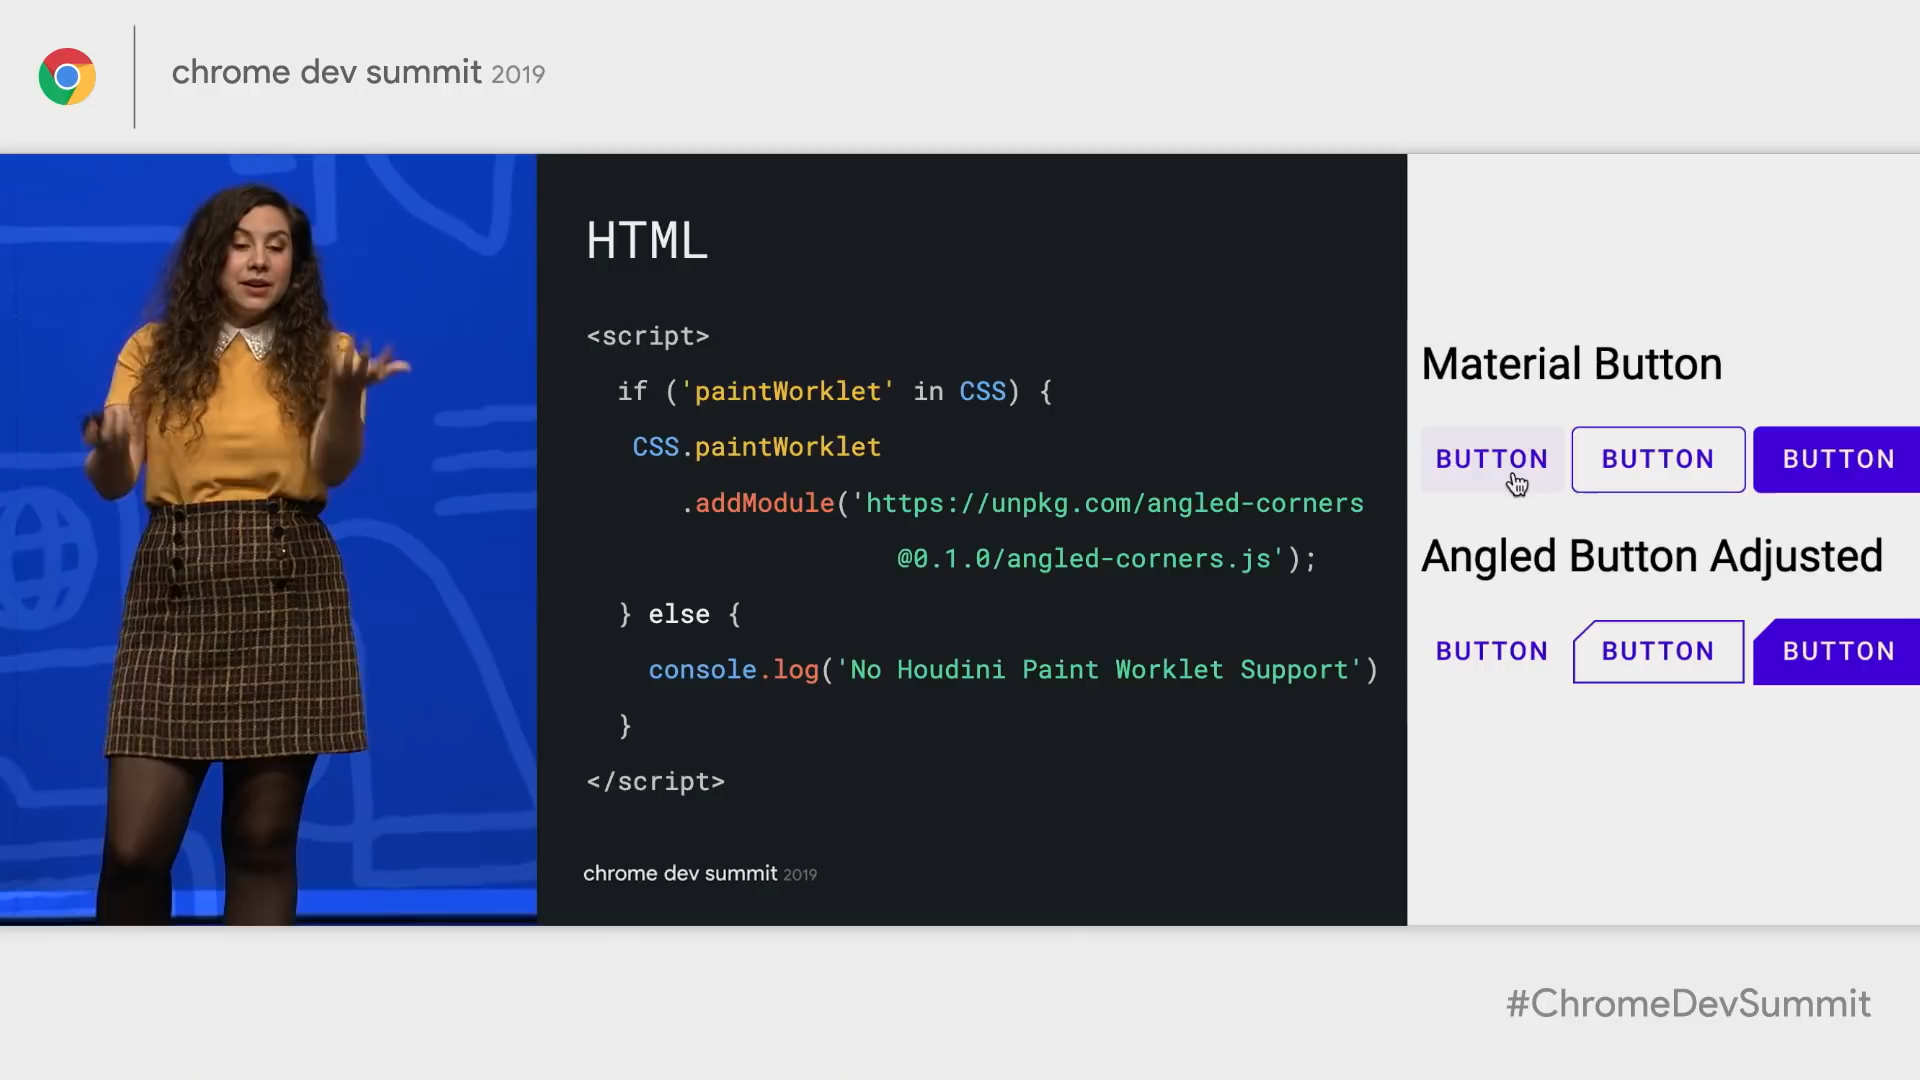 chrome dev summit 2019
HTML
<script>
if ('paintWorklet' in CSS) {
CSS.paintWorklet
.addModule('https://unpkg.com/angled-corners
@0.1.0/angled-corners.js');
} else {
console.log('No Houdini Paint Worklet Support')
}
</script>
chrome dev summit 2019
Material Button
BUTTON BUTTON BUTTON
Angled Button Adjusted
BUTTON BUTTON BUTTON
#ChromeDevSummit